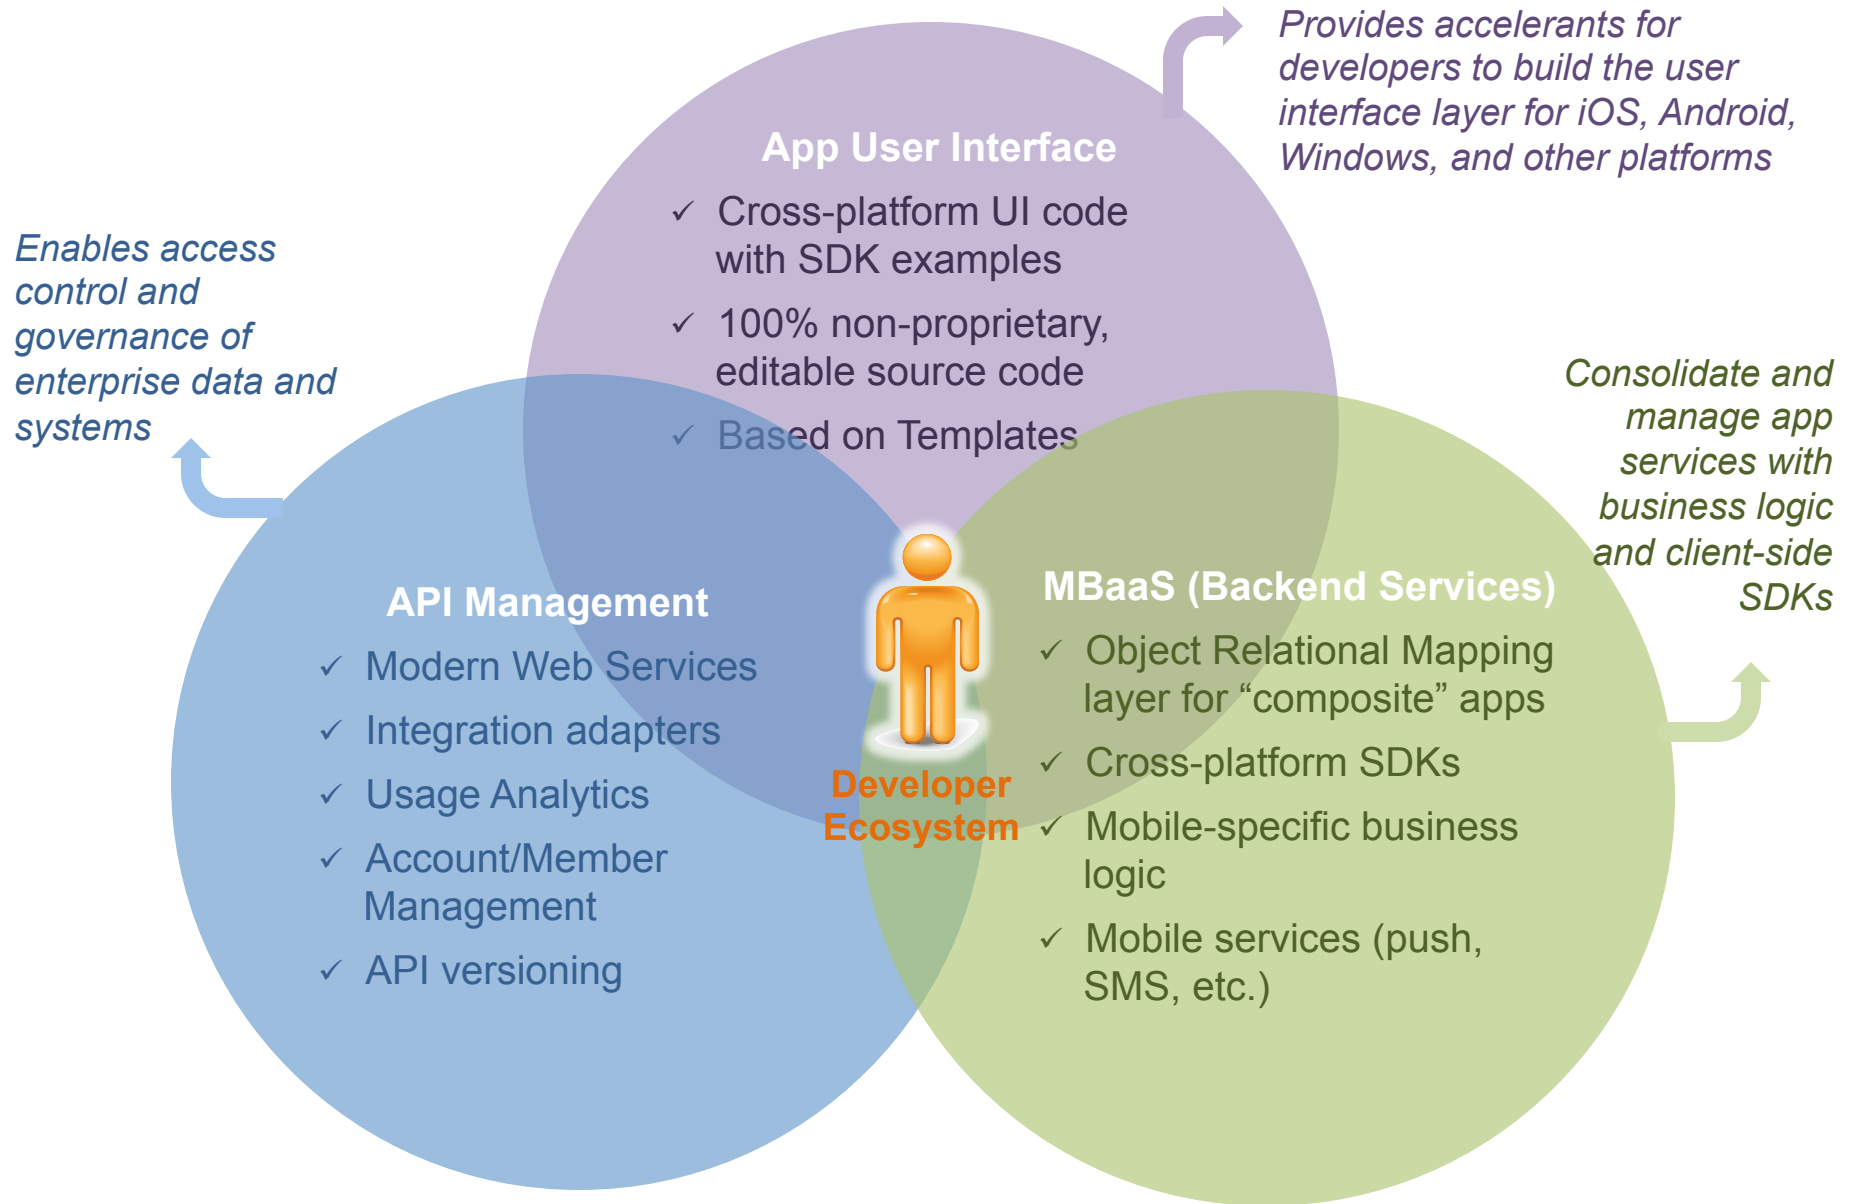 Provides accelerants for
developers to build the user
interface layer for iOS, Android,
Windows, and other platforms
App User Interface
✓ Cross-platform UI code
with SDK examples
✓ 100% non-proprietary,
editable source code
✓ Based on Templates
Enables access
control and
governance of
enterprise data and
systems
Consolidate and
manage app
services with
business logic
and client-side
SDKs
API Management
✓ Modern Web Services
✓ Integration adapters
✓ Usage Analytics
✓ Account/Member
Management
✓ API versioning
Developer
Ecosystem
MBaaS (Backend Services)
✓ Object Relational Mapping
layer for “composite” apps
✓ Cross-platform SDKs
✓ Mobile-specific business
logic
✓ Mobile services (push,
SMS, etc.)